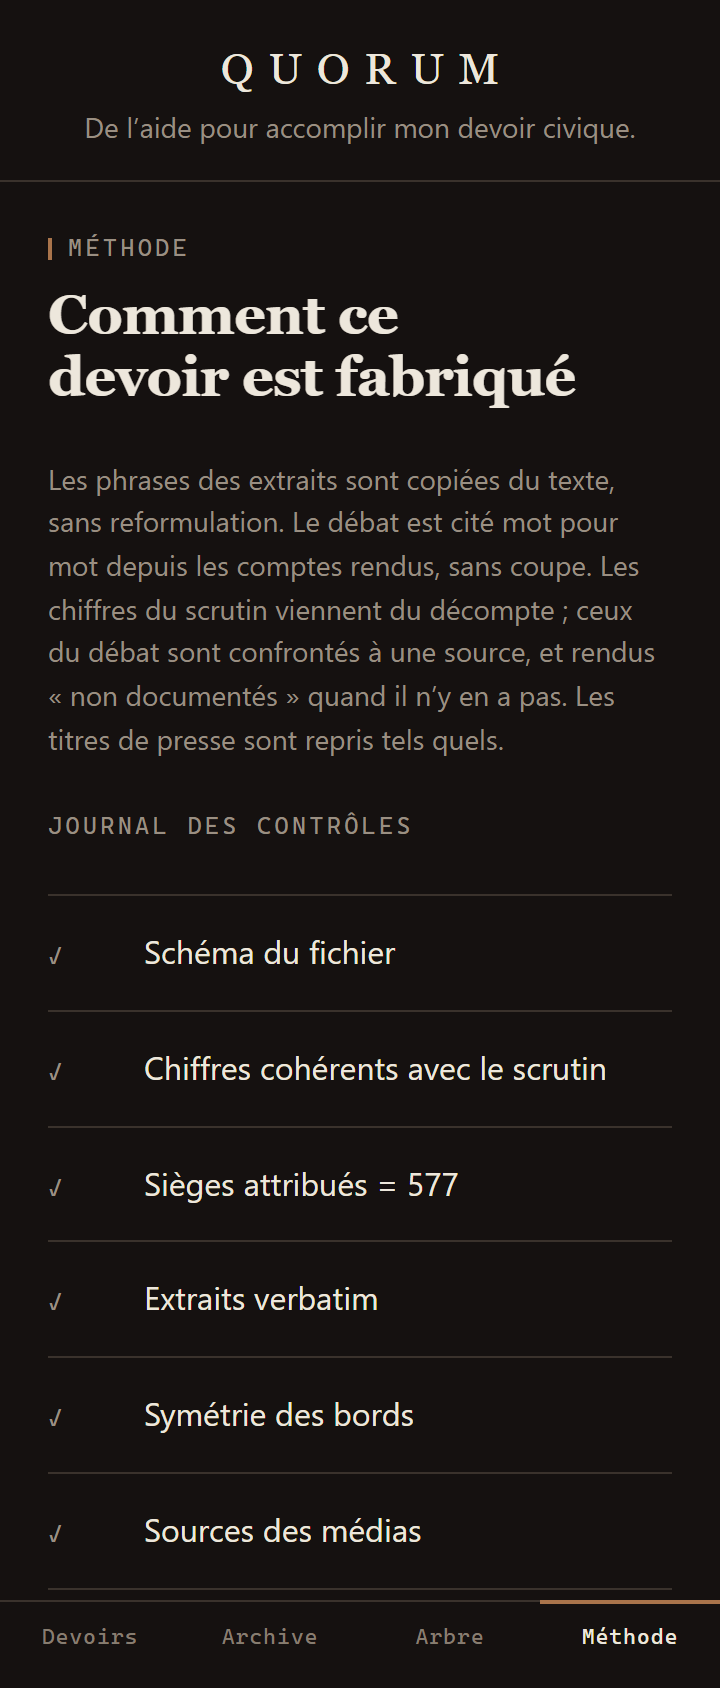 QUORUM
De l’aide pour accomplir mon devoir civique.
MÉTHODE
Comment ce
devoir est fabriqué
Les phrases des extraits sont copiées du texte,
sans reformulation. Le débat est cité mot pour
mot depuis les comptes rendus, sans coupe. Les
chiffres du scrutin viennent du décompte ; ceux
du débat sont confrontés à une source, et rendus
« non documentés » quand il n’y en a pas. Les
titres de presse sont repris tels quels.
JOURNAL DES CONTRÔLES
✓ Schéma du fichier
✓ Chiffres cohérents avec le scrutin
✓ Sièges attribués = 577
✓ Extraits verbatim
✓ Symétrie des bords
✓ Sources des médias
Devoirs Archive Arbre Méthode